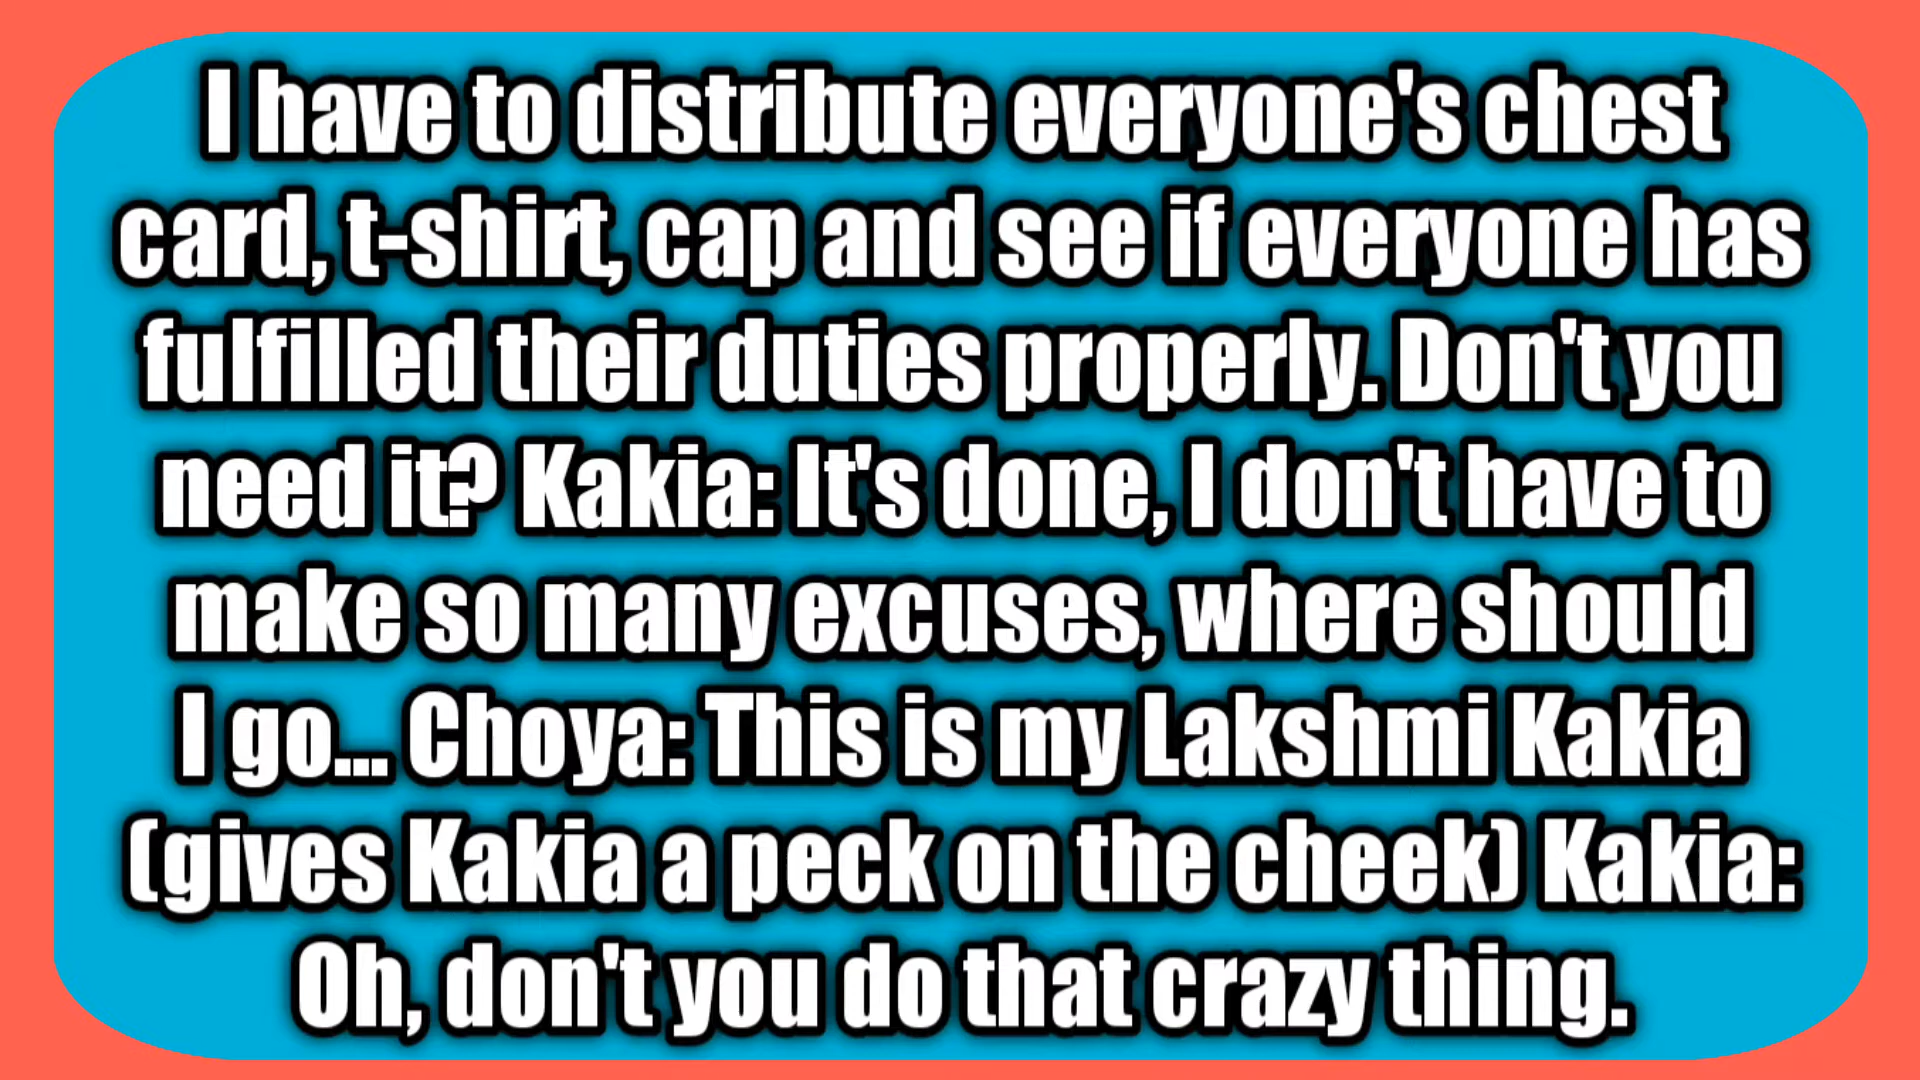 I have to distribute everyone's chest
card, t-shirt, cap and see if everyone has
fulfilled their duties properly. Don't you
need it? Kakia: It's done, I don't have to
make so many excuses, where should
I go... Choya: This is my Lakshmi Kakia
(gives Kakia a peck on the cheek) Kakia:
Oh, don't you do that crazy thing.